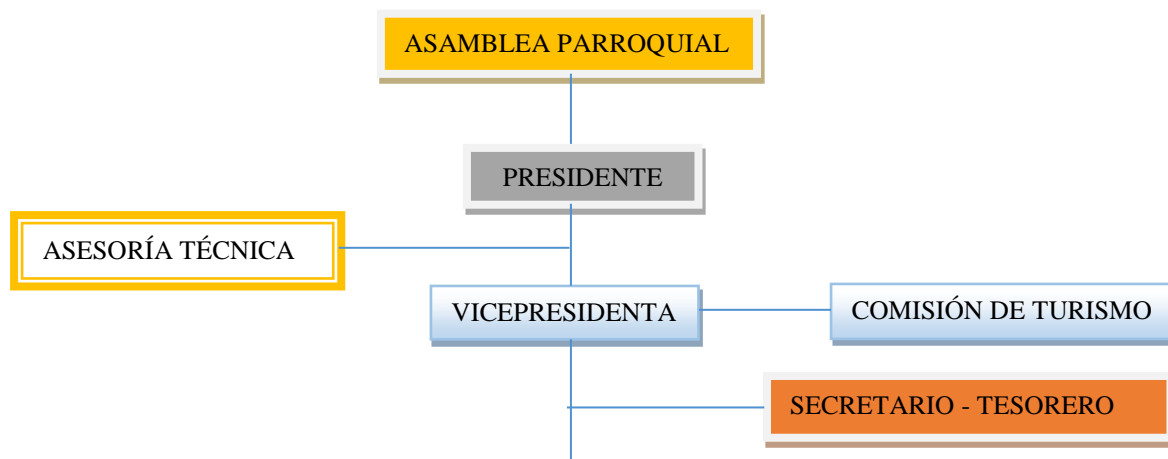 ASAMBLEA PARROQUIAL
PRESIDENTE
ASESORÍA TÉCNICA
VICEPRESIDENTA
COMISIÓN DE TURISMO
SECRETARIO - TESORERO